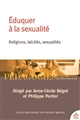 Éduquer à la sexualité
Religions, laïcités, sexualités
Dirigé par Anne-Cécile Bégot
et Philippe Portier